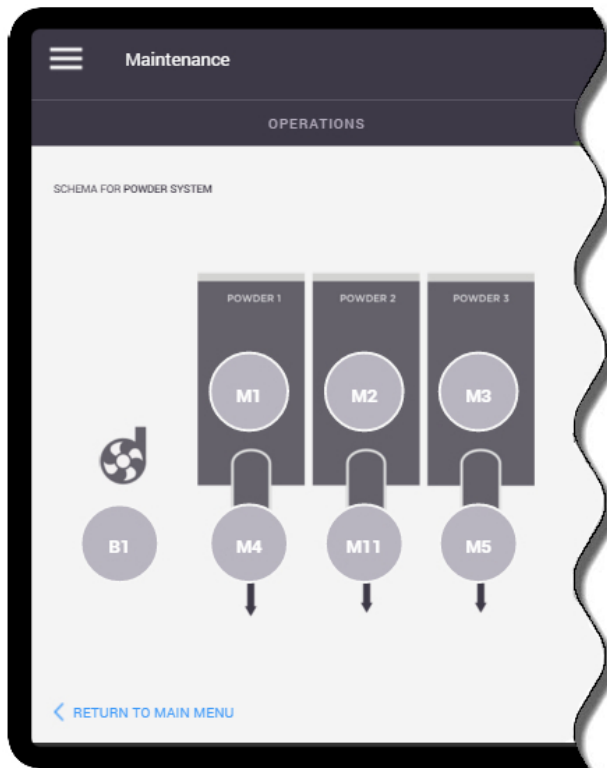 Maintenance
OPERATIONS
SCHEMA FOR POWDER SYSTEM
POWDER 1 POWDER 2 POWDER 3
M1 M2 M3
B1 M4 M11 M5
RETURN TO MAIN MENU